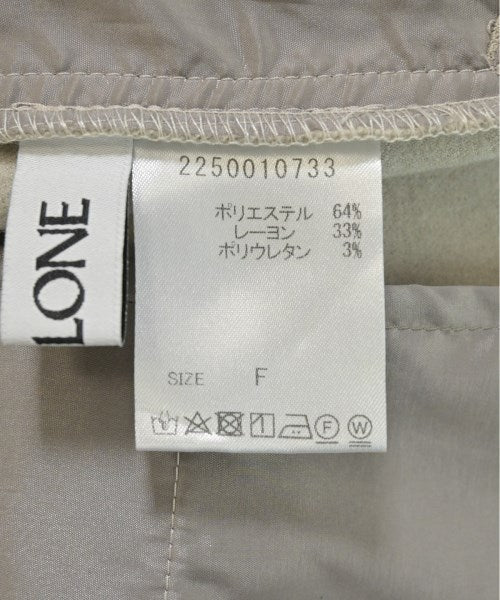 2250010733
ポリエステル 64%
レーヨン 33%
ポリウレタン 3%
SIZE F
F W
LONE